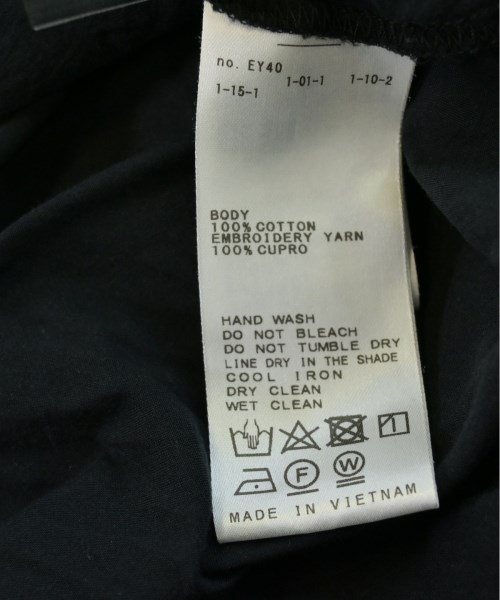 no. EY40
1-15-1 1-01-1 1-10-2
BODY
100% COTTON
EMBROIDERY YARN
100% CUPRO
HAND WASH
DO NOT BLEACH
DO NOT TUMBLE DRY
LINE DRY IN THE SHADE
COOL IRON
DRY CLEAN
WET CLEAN
F W
MADE IN VIETNAM